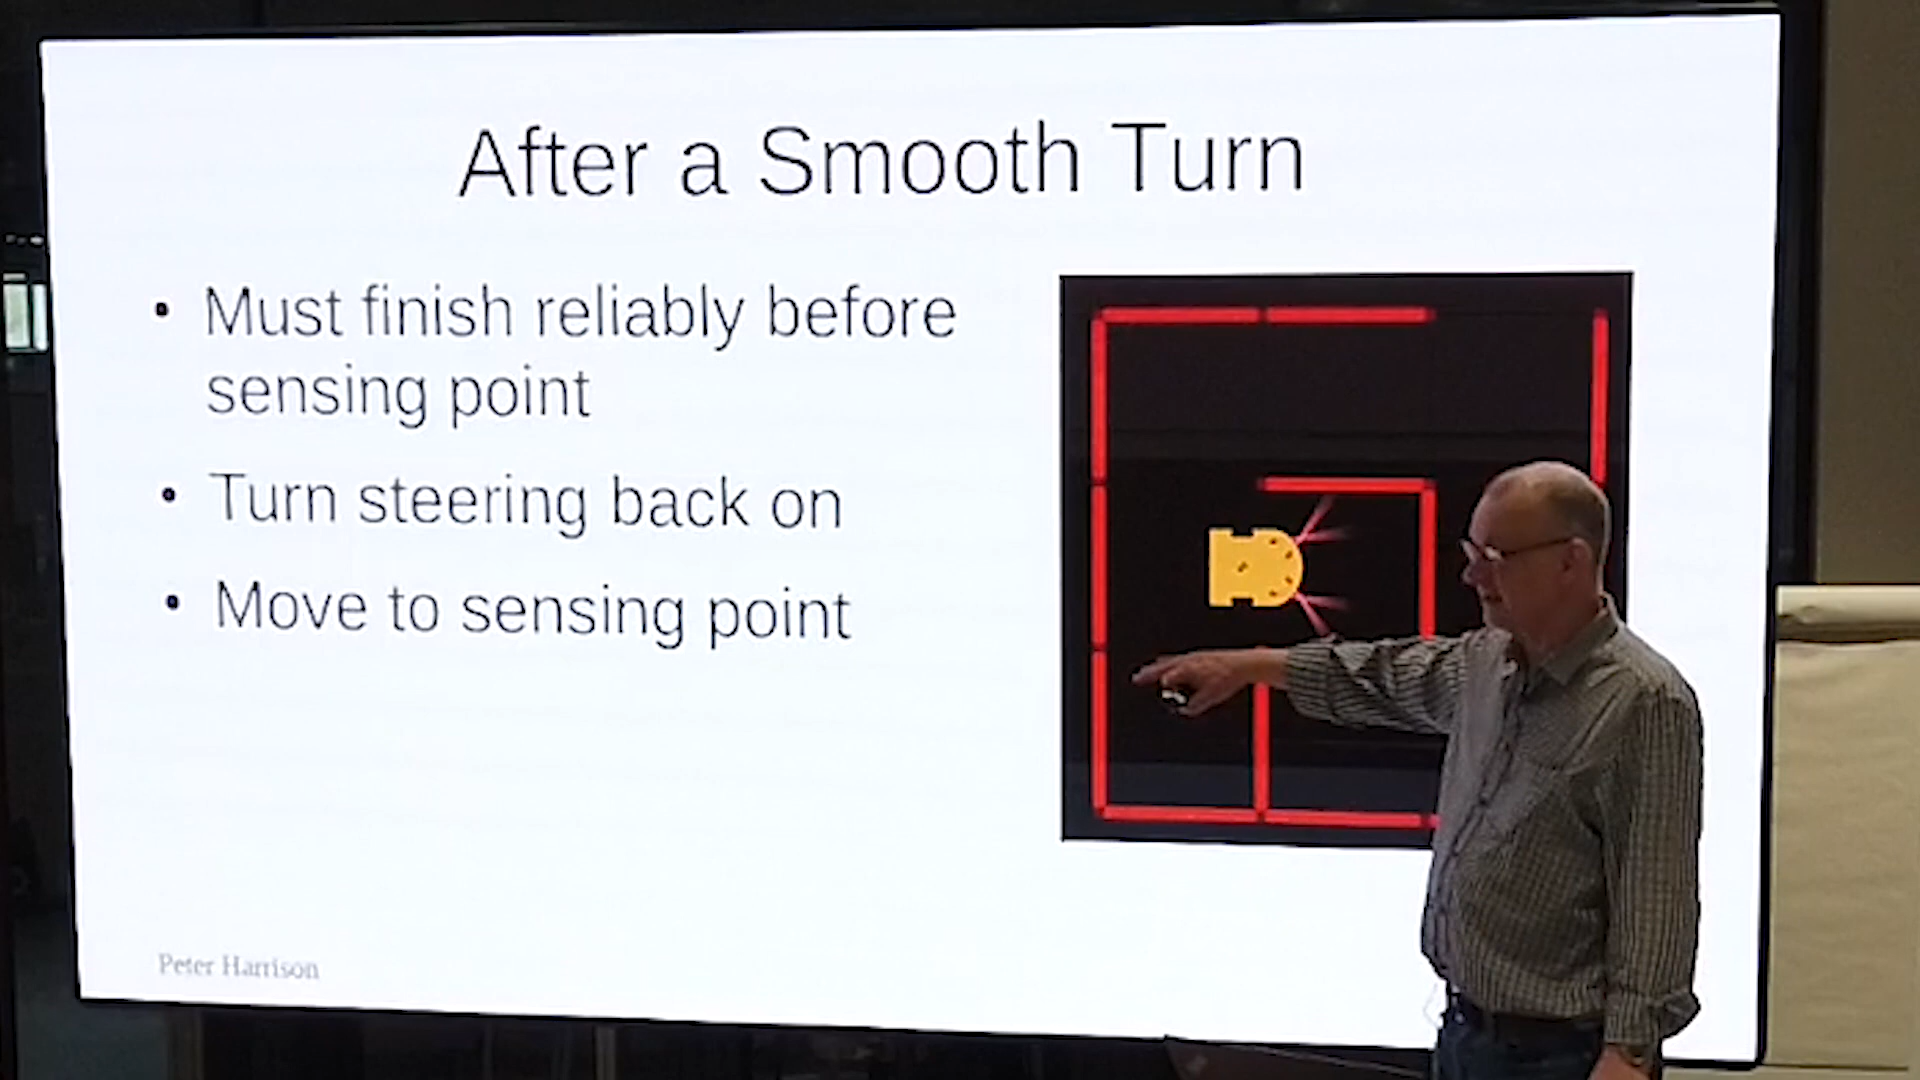 After a Smooth Turn
• Must finish reliably before
sensing point
• Turn steering back on
• Move to sensing point
Peter Harrison